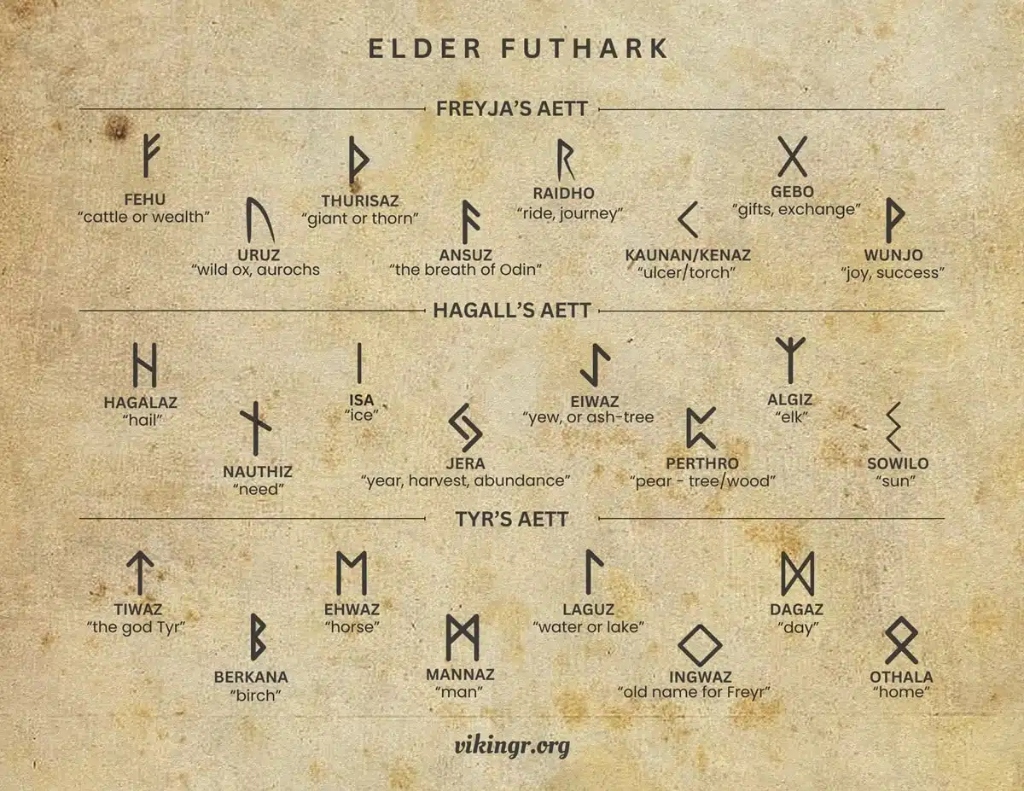 ELDER FUTHARK
FREYJA’S AETT
ᚠ
FEHU
“cattle or wealth”
ᚢ
URUZ
“wild ox, aurochs
ᚦ
THURISAZ
“giant or thorn”
ᚨ
ANSUZ
“the breath of Odin”
ᚱ
RAIDHO
“ride, journey”
ᚲ
KAUNAN/KENAZ
“ulcer/torch”
ᚷ
GEBO
“gifts, exchange”
ᚹ
WUNJO
“joy, success”
HAGALL’S AETT
ᚺ
HAGALAZ
“hail”
ᚾ
NAUTHIZ
“need”
ᛁ
ISA
“ice”
ᛃ
JERA
“year, harvest, abundance”
ᛇ
EIWAZ
“yew, or ash-tree
ᛈ
PERTHRO
“pear - tree/wood”
ᛉ
ALGIZ
“elk”
ᛊ
SOWILO
“sun”
TYR’S AETT
ᛏ
TIWAZ
“the god Tyr”
ᛒ
BERKANA
“birch”
ᛖ
EHWAZ
“horse”
ᛗ
MANNAZ
“man”
ᛚ
LAGUZ
“water or lake”
ᛜ
INGWAZ
“old name for Freyr”
ᛞ
DAGAZ
“day”
ᛟ
OTHALA
“home”
vikingr.org